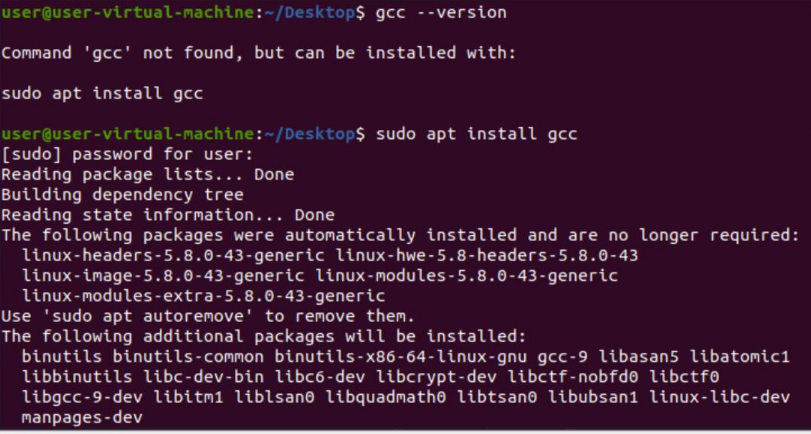 user@user-virtual-machine:~/Desktop$ gcc --version
Command 'gcc' not found, but can be installed with:
sudo apt install gcc
user@user-virtual-machine:~/Desktop$ sudo apt install gcc
[sudo] password for user:
Reading package lists... Done
Building dependency tree
Reading state information... Done
The following packages were automatically installed and are no longer required:
  linux-headers-5.8.0-43-generic linux-hwe-5.8-headers-5.8.0-43
  linux-image-5.8.0-43-generic linux-modules-5.8.0-43-generic
  linux-modules-extra-5.8.0-43-generic
Use 'sudo apt autoremove' to remove them.
The following additional packages will be installed:
  binutils binutils-common binutils-x86-64-linux-gnu gcc-9 libasan5 libatomic1
  libbinutils libc-dev-bin libc6-dev libcrypt-dev libctf-nobfd0 libctf0
  libgcc-9-dev libitm1 liblsan0 libquadmath0 libtsan0 libubsan1 linux-libc-dev
  manpages-dev